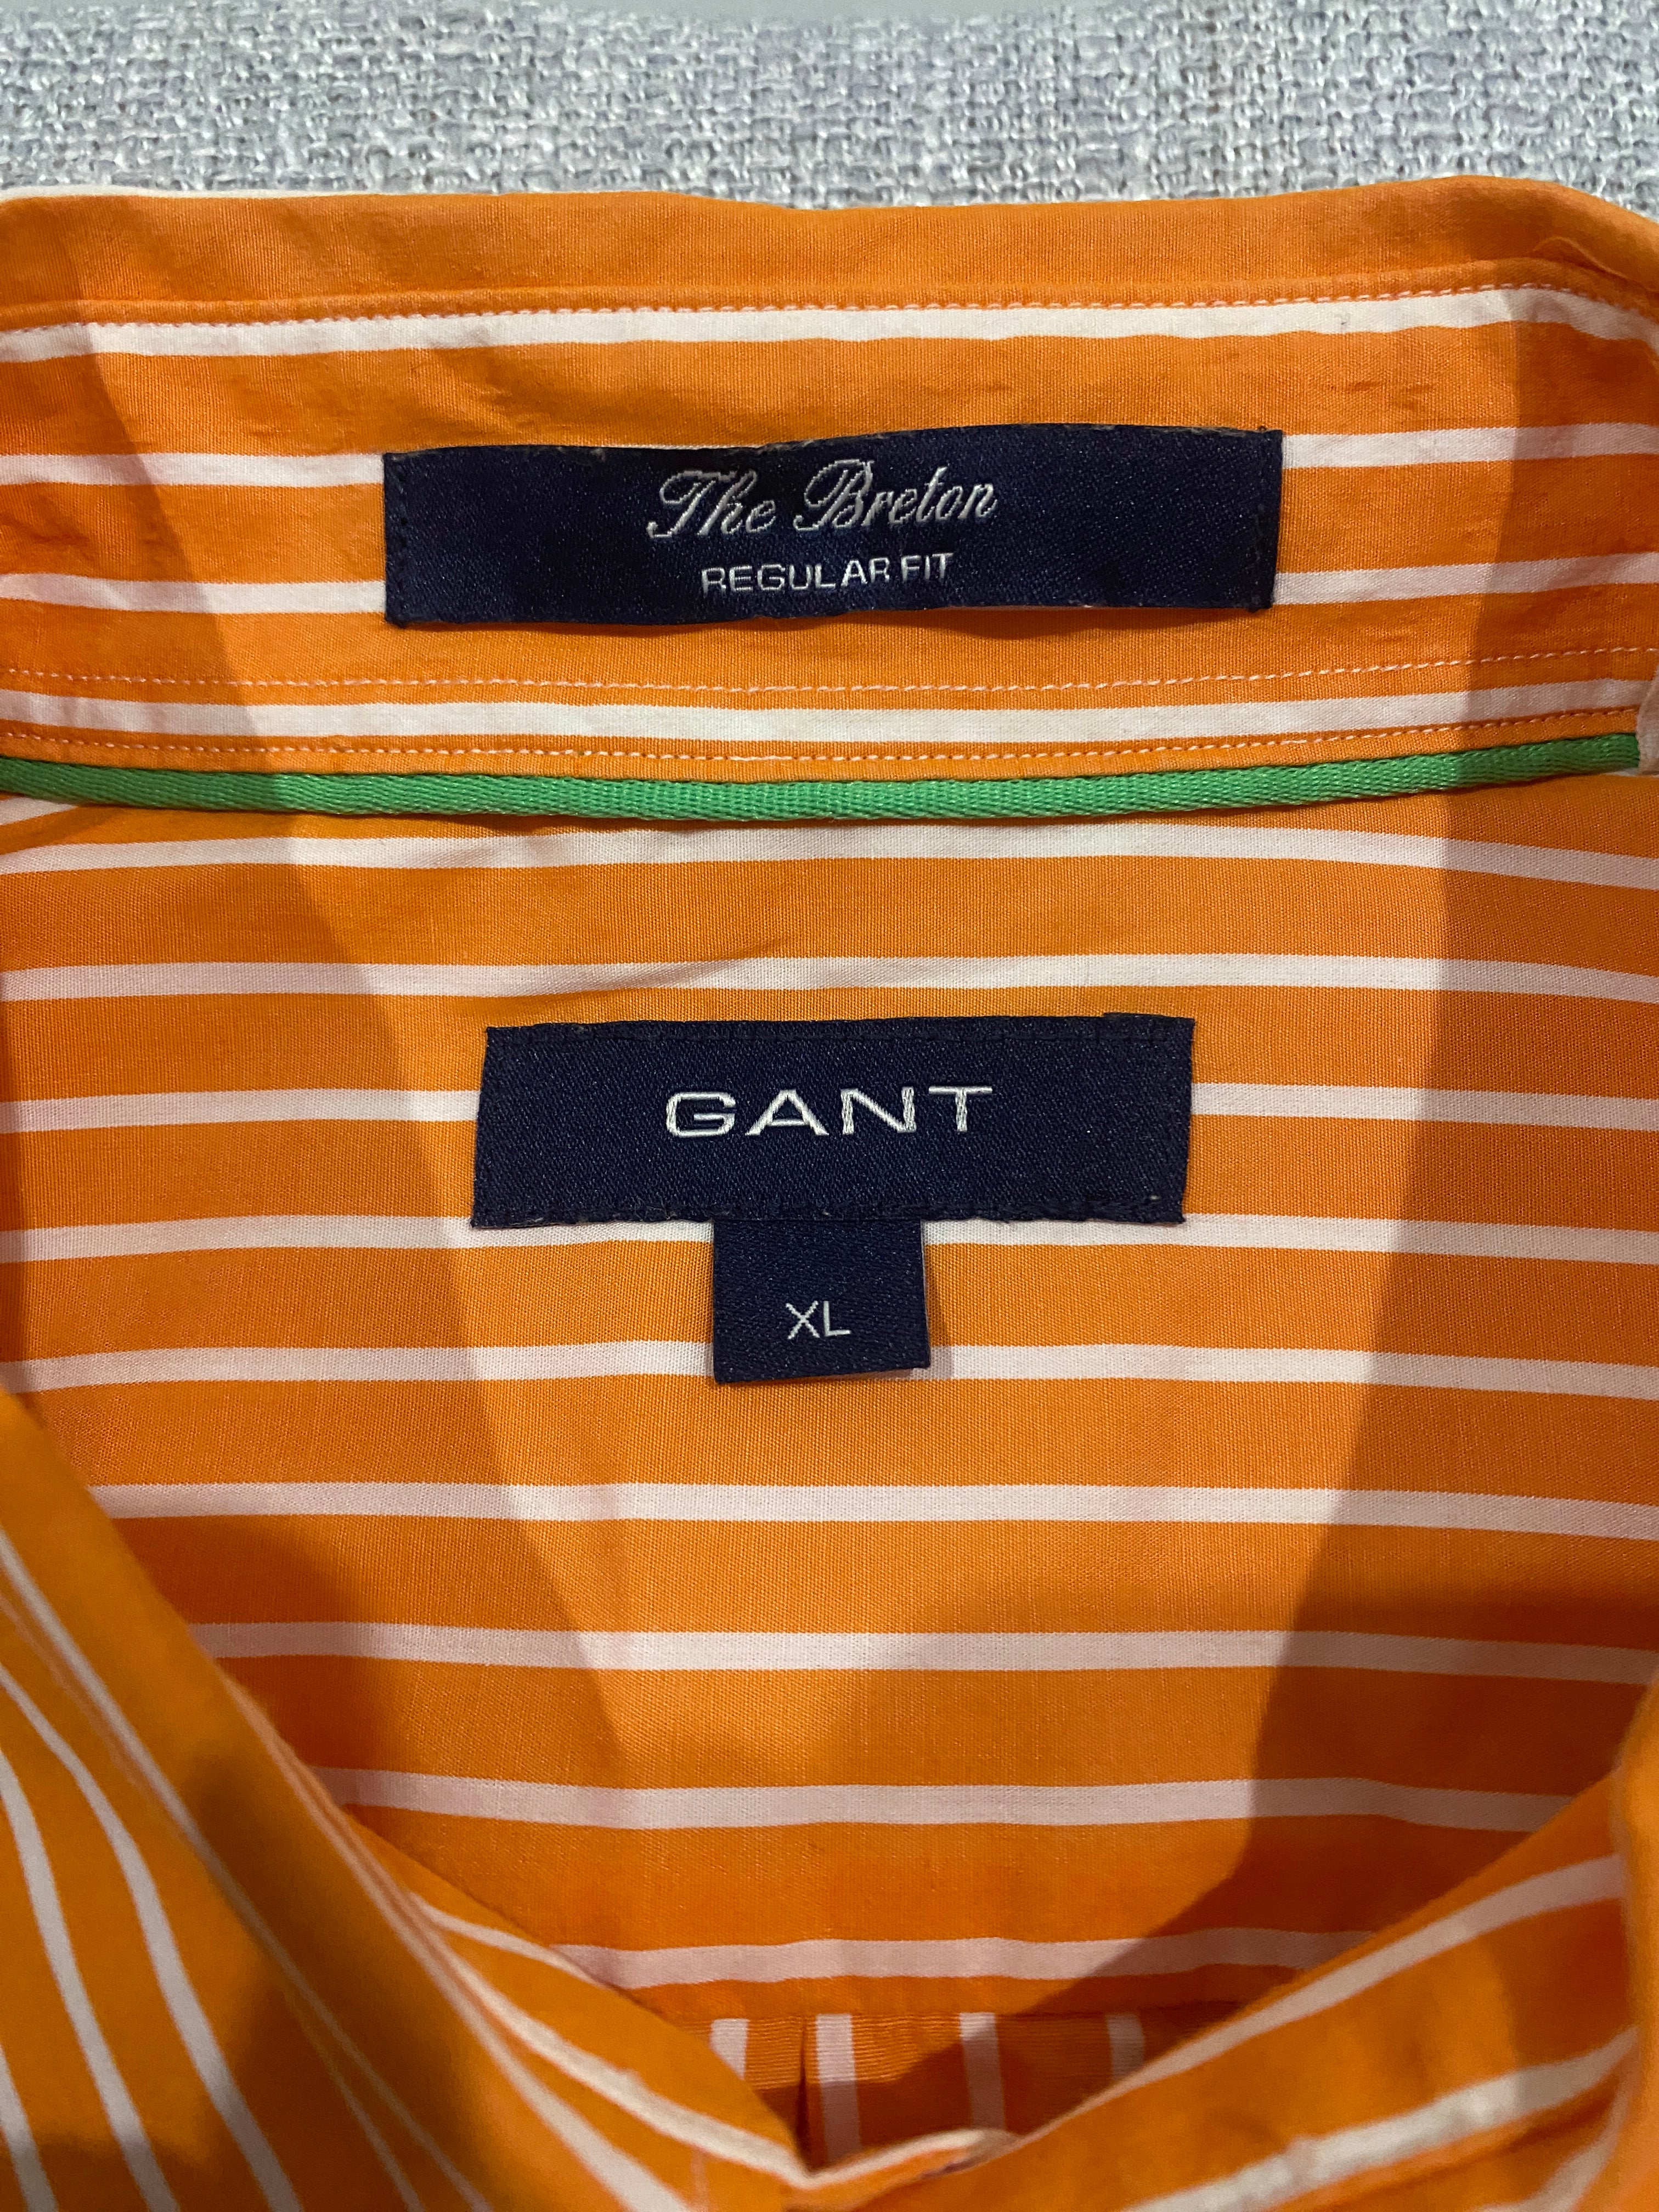 The Breton
REGULAR FIT
GANT
XL